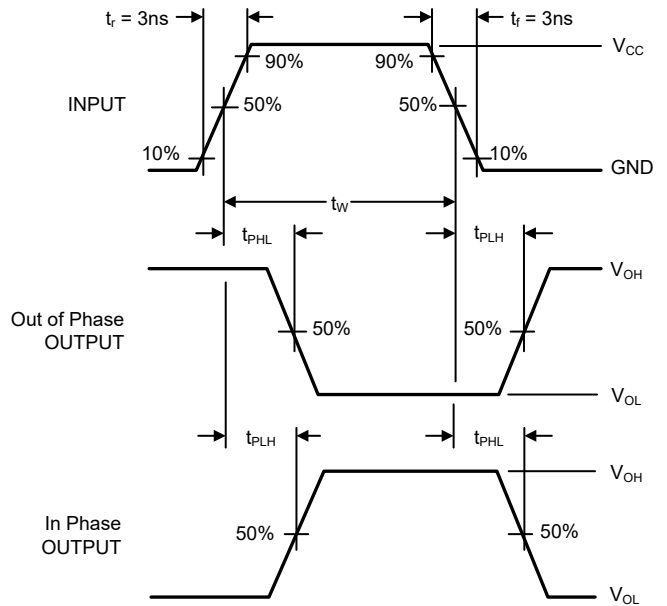 tr = 3ns
tf = 3ns
VCC
90%
90%
INPUT
50%
50%
10%
10%
GND
tW
tPHL
tPLH
VOH
Out of Phase
OUTPUT
50%
50%
VOL
tPLH
tPHL
VOH
In Phase
OUTPUT
50%
50%
VOL